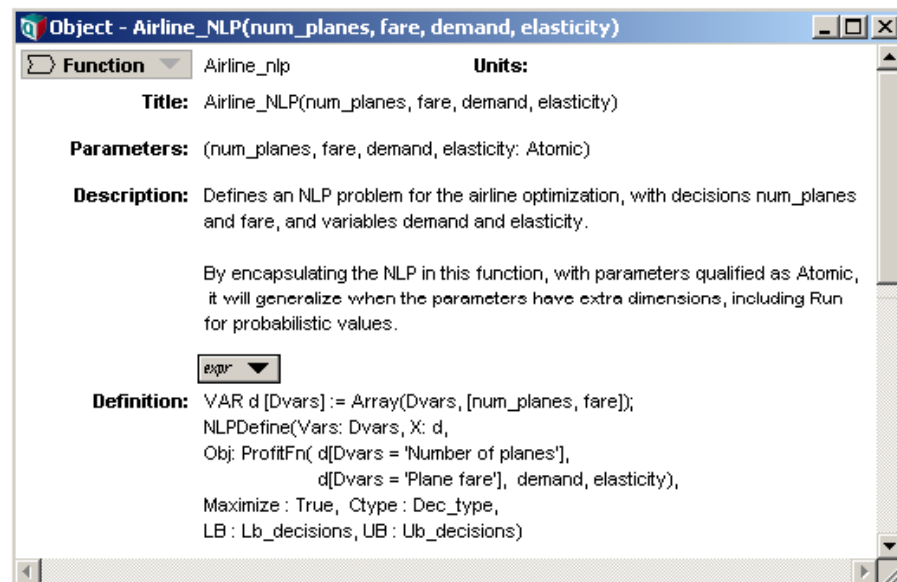 Object - Airline_NLP(num_planes, fare, demand, elasticity)
Function Airline_nlp Units:
Title: Airline_NLP(num_planes, fare, demand, elasticity)
Parameters: (num_planes, fare, demand, elasticity: Atomic)
Description: Defines an NLP problem for the airline optimization, with decisions num_planes
and fare, and variables demand and elasticity.
By encapsulating the NLP in this function, with parameters qualified as Atomic,
it will generalize when the parameters have extra dimensions, including Run
for probabilistic values.
expr
Definition: VAR d [Dvars] := Array(Dvars, [num_planes, fare]);
NLPDefine(Vars: Dvars, X: d,
Obj: ProfitFn( d[Dvars = 'Number of planes'],
d[Dvars = 'Plane fare'], demand, elasticity),
Maximize : True, Ctype : Dec_type,
LB : Lb_decisions, UB : Ub_decisions)